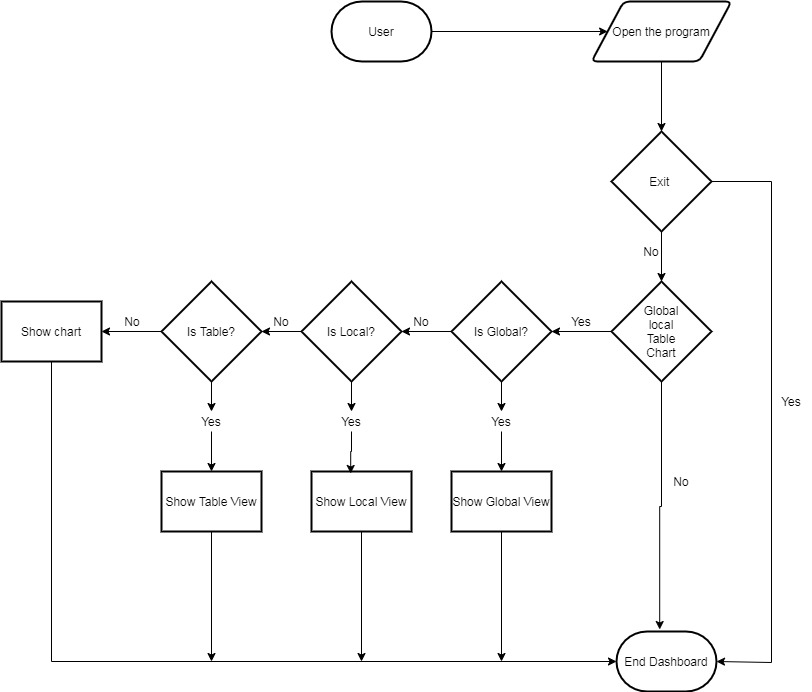 User
Open the program
Exit
No
Global
local
Table
Chart
Yes
Is Global?
No
Is Local?
No
Is Table?
No
Show chart
Yes
Yes
Yes
Yes
No
Show Table View
Show Local View
Show Global View
End Dashboard